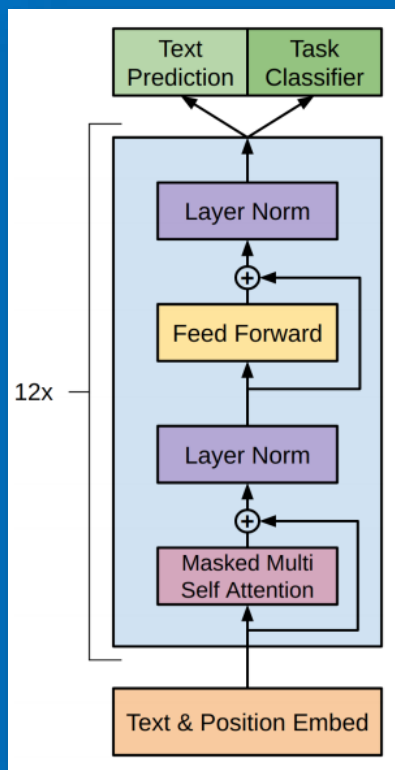 Text
Prediction
Task
Classifier
Layer Norm
Feed Forward
12x
Layer Norm
Masked Multi
Self Attention
Text & Position Embed